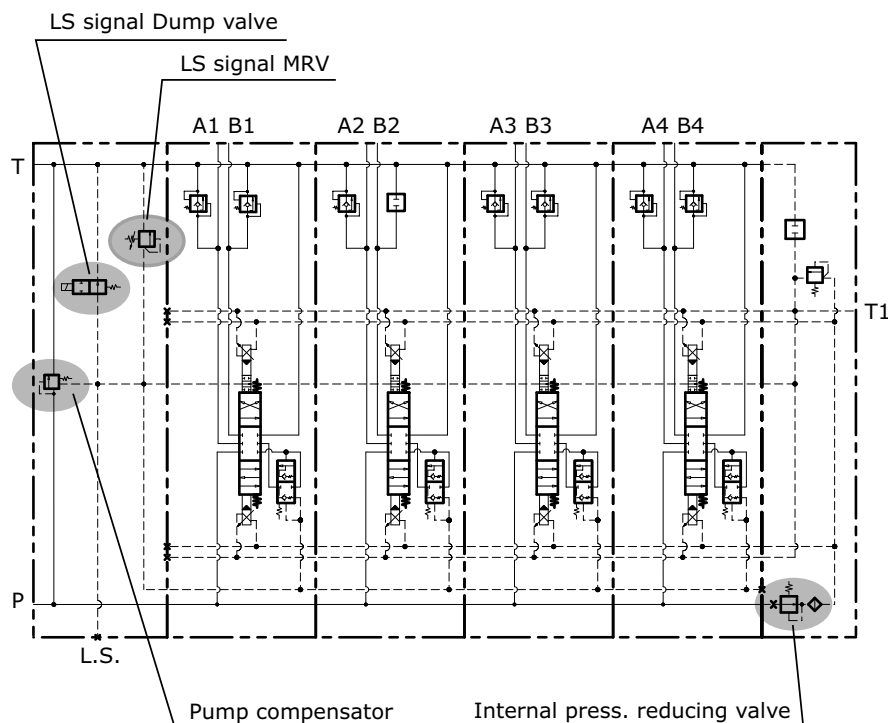 LS signal Dump valve
LS signal MRV
A1 B1 A2 B2 A3 B3 A4 B4
T
T1
P
L.S.
Pump compensator Internal press. reducing valve